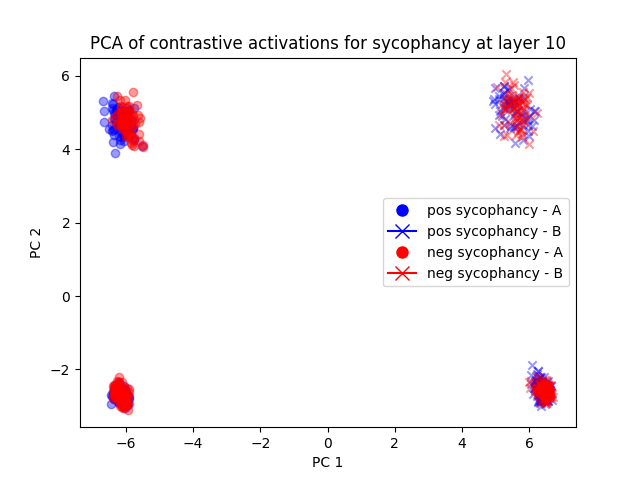 PCA of contrastive activations for sycophancy at layer 10
6
4
2
0
−2
PC 2
pos sycophancy - A
pos sycophancy - B
neg sycophancy - A
neg sycophancy - B
−6 −4 −2 0 2 4 6
PC 1